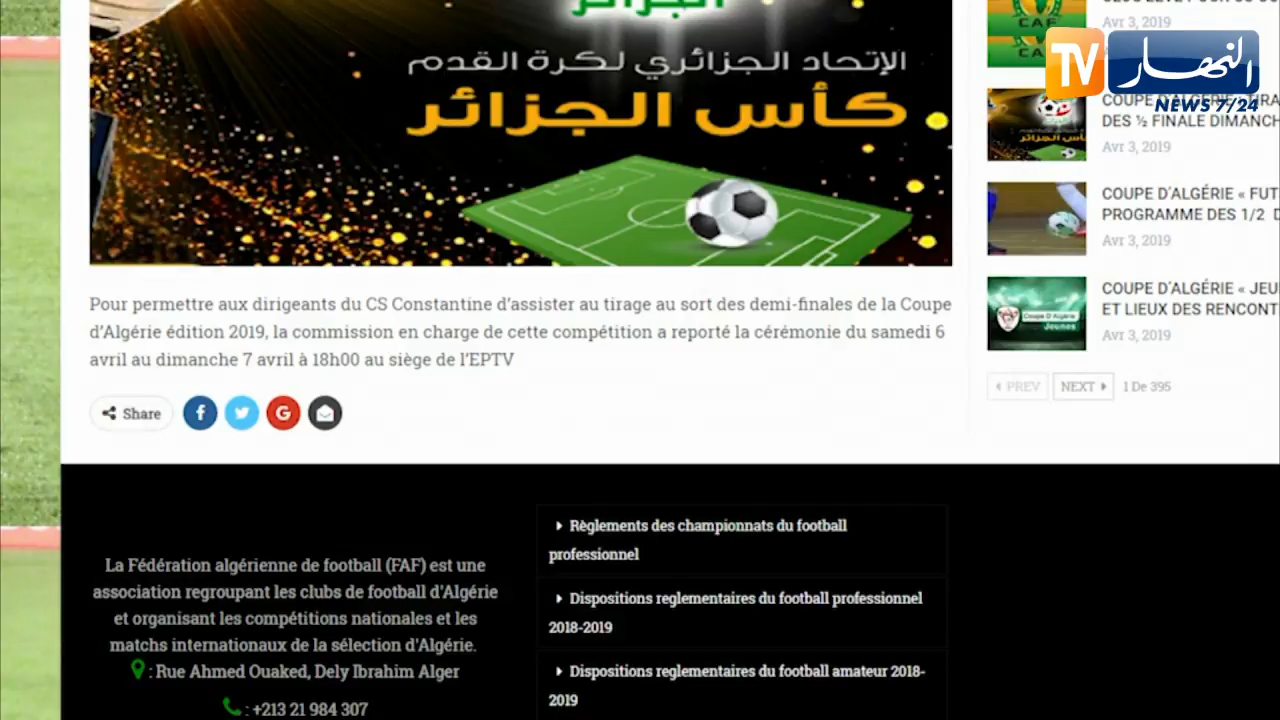 الجزائر
الإتحاد الجزائري لكرة القدم
كأس الجزائر
Pour permettre aux dirigeants du CS Constantine d'assister au tirage au sort des demi-finales de la Coupe
d'Algérie édition 2019, la commission en charge de cette compétition a reporté la cérémonie du samedi 6
avril au dimanche 7 avril à 18h00 au siège de l'EPTV
Share
Avr 3, 2019
TV النهار
NEWS 7/24
COUPE D'ALGÉRIE
DES ½ FINALE DIMANCH
Avr 3, 2019
COUPE D'ALGÉRIE « FUT
PROGRAMME DES 1/2 D
Avr 3, 2019
COUPE D'ALGÉRIE « JEU
ET LIEUX DES RENCONT
Avr 3, 2019
Coupe D'Algérie
Jeunes
PREV NEXT 1 De 395
La Fédération algérienne de football (FAF) est une
association regroupant les clubs de football d'Algérie
et organisant les compétitions nationales et les
matchs internationaux de la sélection d'Algérie.
: Rue Ahmed Ouaked, Dely Ibrahim Alger
: +213 21 984 307
Règlements des championnats du football
professionnel
Dispositions reglementaires du football professionnel
2018-2019
Dispositions reglementaires du football amateur 2018-
2019